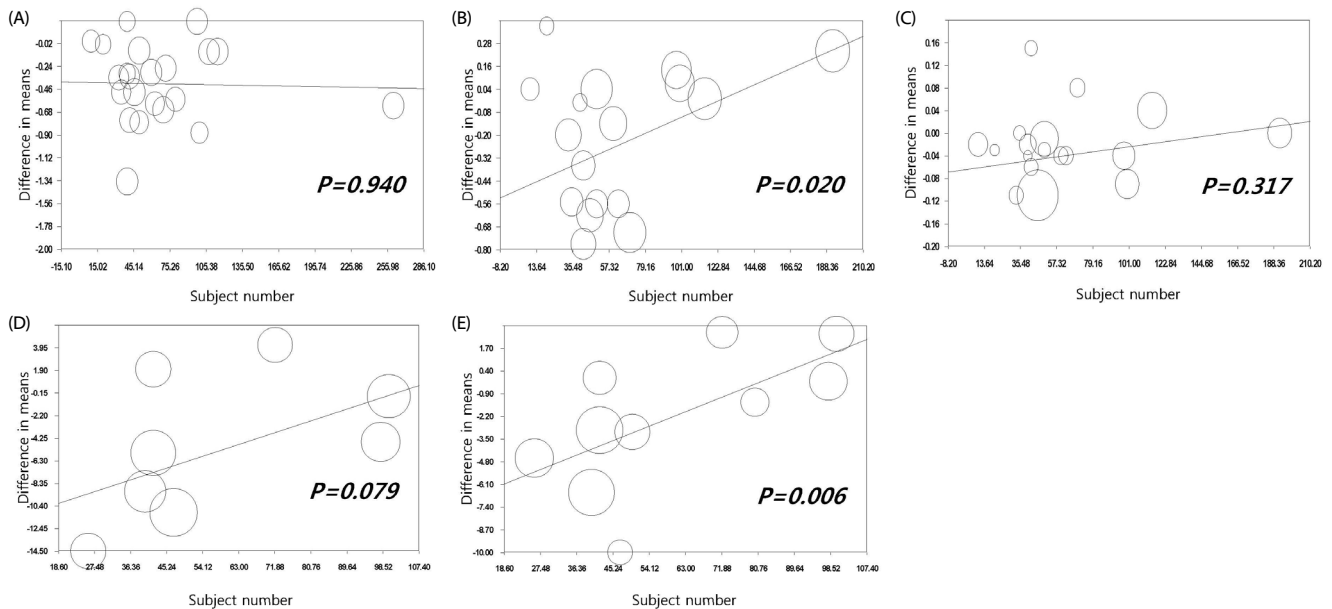 (A)
Difference in means
-0.02
-0.24
-0.46
-0.68
-0.90
-1.12
-1.34
-1.56
-1.78
-2.00
P=0.940
-15.10 15.02 45.14 75.26 105.38 135.50 165.62 195.74 225.86 255.98 286.10
Subject number
(B)
Difference in means
0.28
0.16
0.04
-0.08
-0.20
-0.32
-0.44
-0.56
-0.68
-0.80
P=0.020
-8.20 13.64 35.48 57.32 79.16 101.00 122.84 144.68 166.52 188.36 210.20
Subject number
(C)
Difference in means
0.16
0.12
0.08
0.04
0.00
-0.04
-0.08
-0.12
-0.16
-0.20
P=0.317
-8.20 13.64 35.48 57.32 79.16 101.00 122.84 144.68 166.52 188.36 210.20
Subject number
(D)
Difference in means
3.95
1.90
-0.15
-2.20
-4.25
-6.30
-8.35
-10.40
-12.45
-14.50
P=0.079
18.60 27.48 36.36 45.24 54.12 63.00 71.88 80.76 89.64 98.52 107.40
Subject number
(E)
Difference in means
1.70
0.40
-0.90
-2.20
-3.50
-4.80
-6.10
-7.40
-8.70
-10.00
P=0.006
18.60 27.48 36.36 45.24 54.12 63.00 71.88 80.76 89.64 98.52 107.40
Subject number